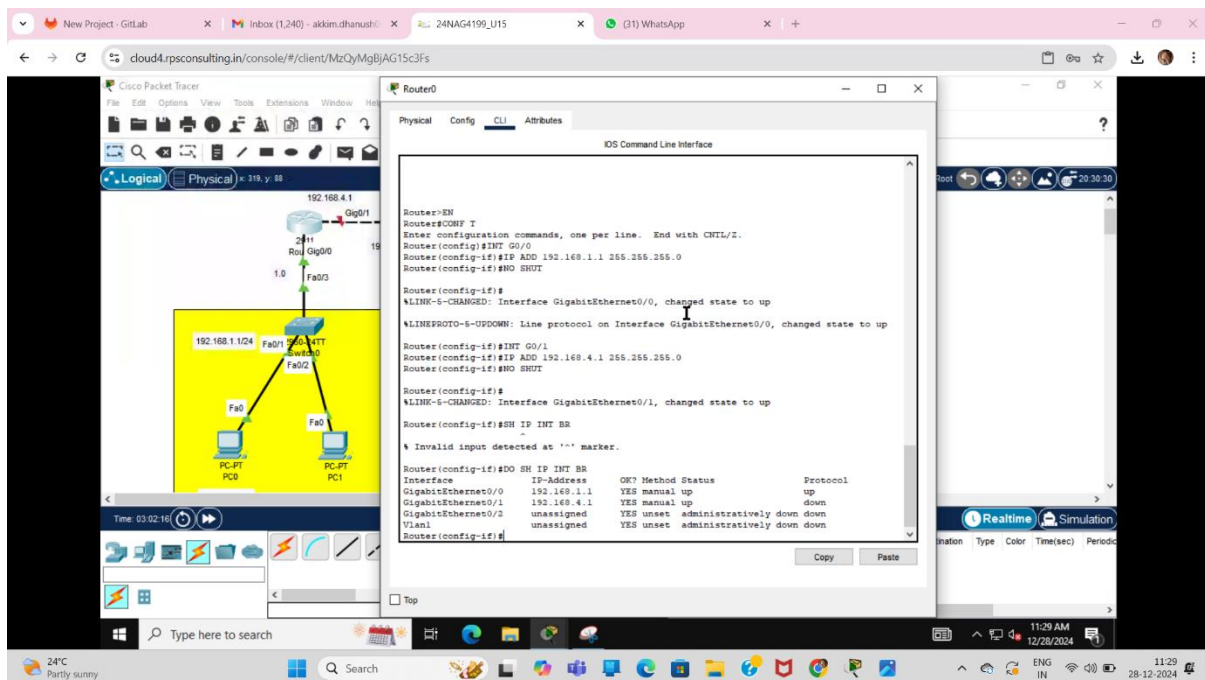 New Project - GitLab
Inbox (1,240) - akkim.dhanush
24NAG4199_U15
(31) WhatsApp
cloud4.rpsconsulting.in/console/#/client/MzQyMgBjAG15c3Fs
Cisco Packet Tracer
File Edit Options View Tools Extensions Window Hel
Logical Physical x: 319, y: 88
Root 20:30:30
192.168.4.1
Gig0/1
2911
Rou Gig0/0
19
1.0
Fa0/3
192.168.1.1/24
Fa0/1
Switch0
Fa0/2
Fa0
Fa0
PC-PT
PC0
PC-PT
PC1
Time: 03:02:16
Realtime Simulation
Type Color Time(sec) Periodic
Router0
Physical Config CLI Attributes
IOS Command Line Interface
Router>EN
Router#CONF T
Enter configuration commands, one per line. End with CNTL/Z.
Router(config)#INT G0/0
Router(config-if)#IP ADD 192.168.1.1 255.255.255.0
Router(config-if)#NO SHUT
Router(config-if)#
%LINK-5-CHANGED: Interface GigabitEthernet0/0, changed state to up
%LINEPROTO-5-UPDOWN: Line protocol on Interface GigabitEthernet0/0, changed state to up
Router(config-if)#INT G0/1
Router(config-if)#IP ADD 192.168.4.1 255.255.255.0
Router(config-if)#NO SHUT
Router(config-if)#
%LINK-5-CHANGED: Interface GigabitEthernet0/1, changed state to up
Router(config-if)#SH IP INT BR
^
% Invalid input detected at '^' marker.
Router(config-if)#DO SH IP INT BR
Interface IP-Address OK? Method Status Protocol
GigabitEthernet0/0 192.168.1.1 YES manual up up
GigabitEthernet0/1 192.168.4.1 YES manual up down
GigabitEthernet0/2 unassigned YES unset administratively down down
Vlan1 unassigned YES unset administratively down down
Router(config-if)#
Copy Paste
Top
Type here to search
11:29 AM
12/28/2024
24°C
Partly sunny
Search
ENG
IN
11:29
28-12-2024